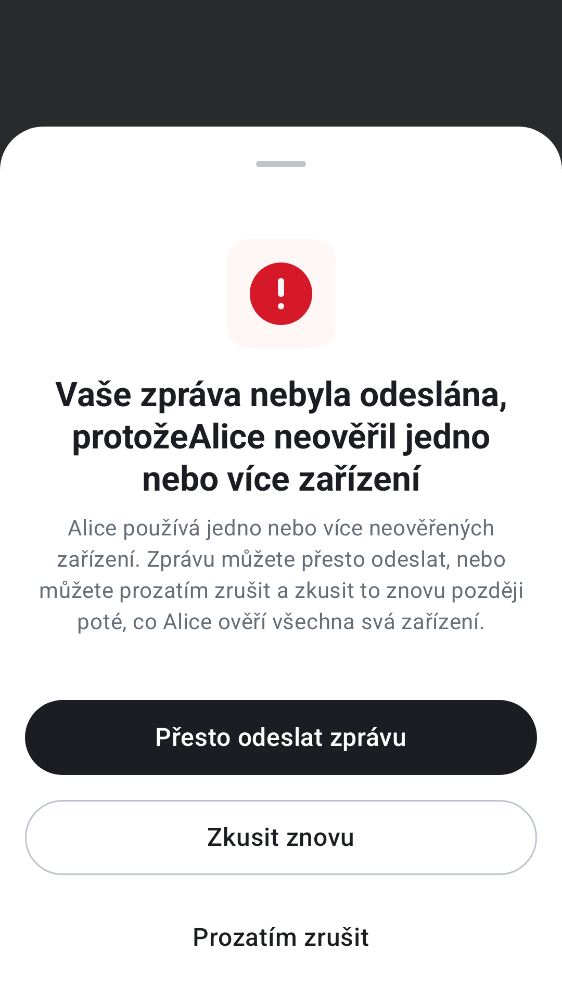 Vaše zpráva nebyla odeslána,
protožeAlice neověřil jedno
nebo více zařízení
Alice používá jedno nebo více neověřených
zařízení. Zprávu můžete přesto odeslat, nebo
můžete prozatím zrušit a zkusit to znovu později
poté, co Alice ověří všechna svá zařízení.
Přesto odeslat zprávu
Zkusit znovu
Prozatím zrušit